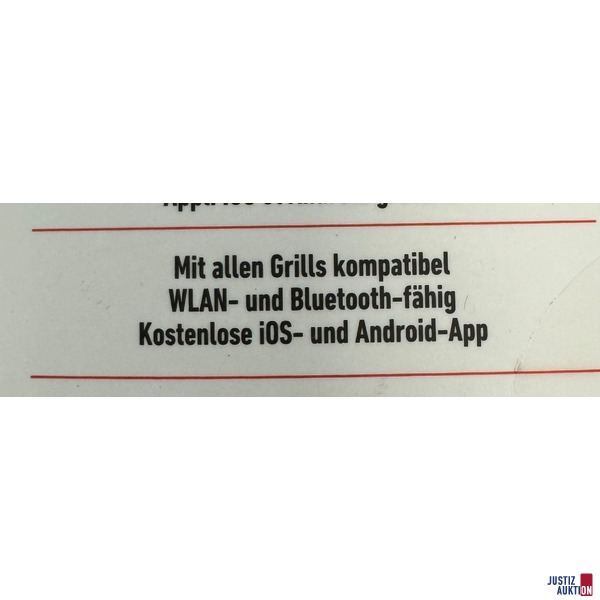 Mit allen Grills kompatibel
WLAN- und Bluetooth-fähig
Kostenlose iOS- und Android-App
JUSTIZ
AUKTION